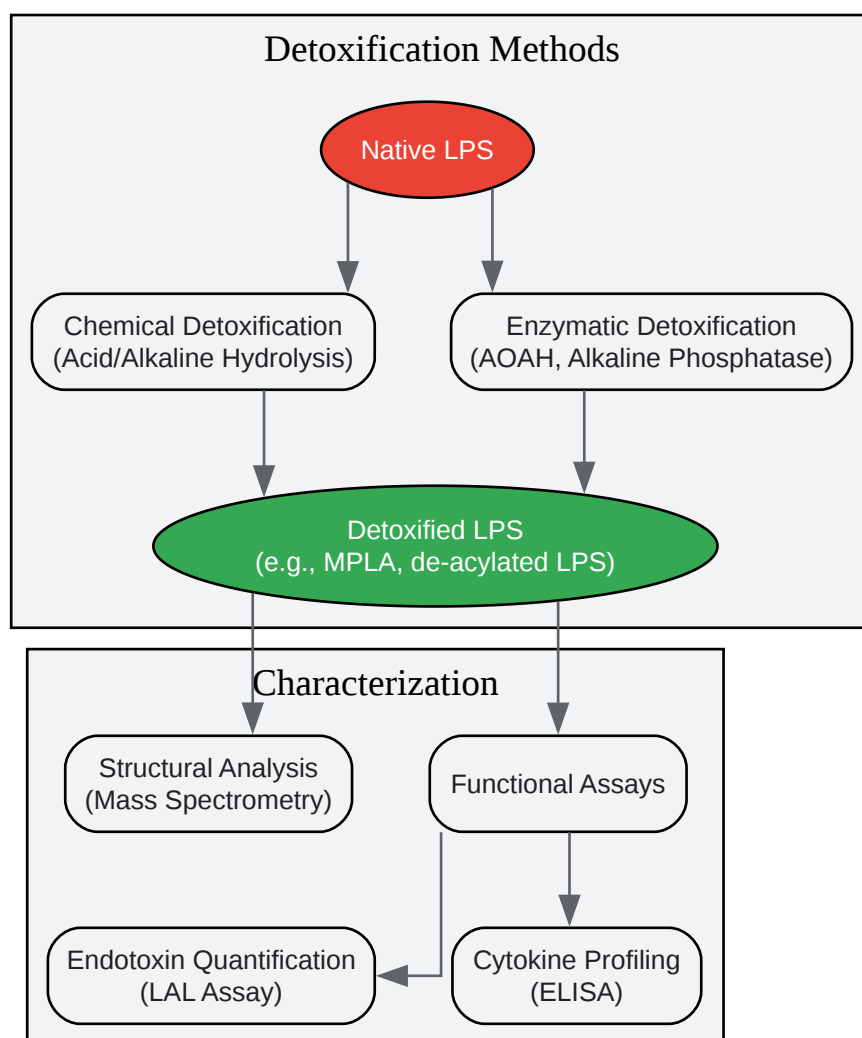 Detoxification Methods
Native LPS
Chemical Detoxification
(Acid/Alkaline Hydrolysis)
Enzymatic Detoxification
(AOAH, Alkaline Phosphatase)
Detoxified LPS
(e.g., MPLA, de-acylated LPS)
Characterization
Structural Analysis
(Mass Spectrometry)
Functional Assays
Endotoxin Quantification
(LAL Assay)
Cytokine Profiling
(ELISA)